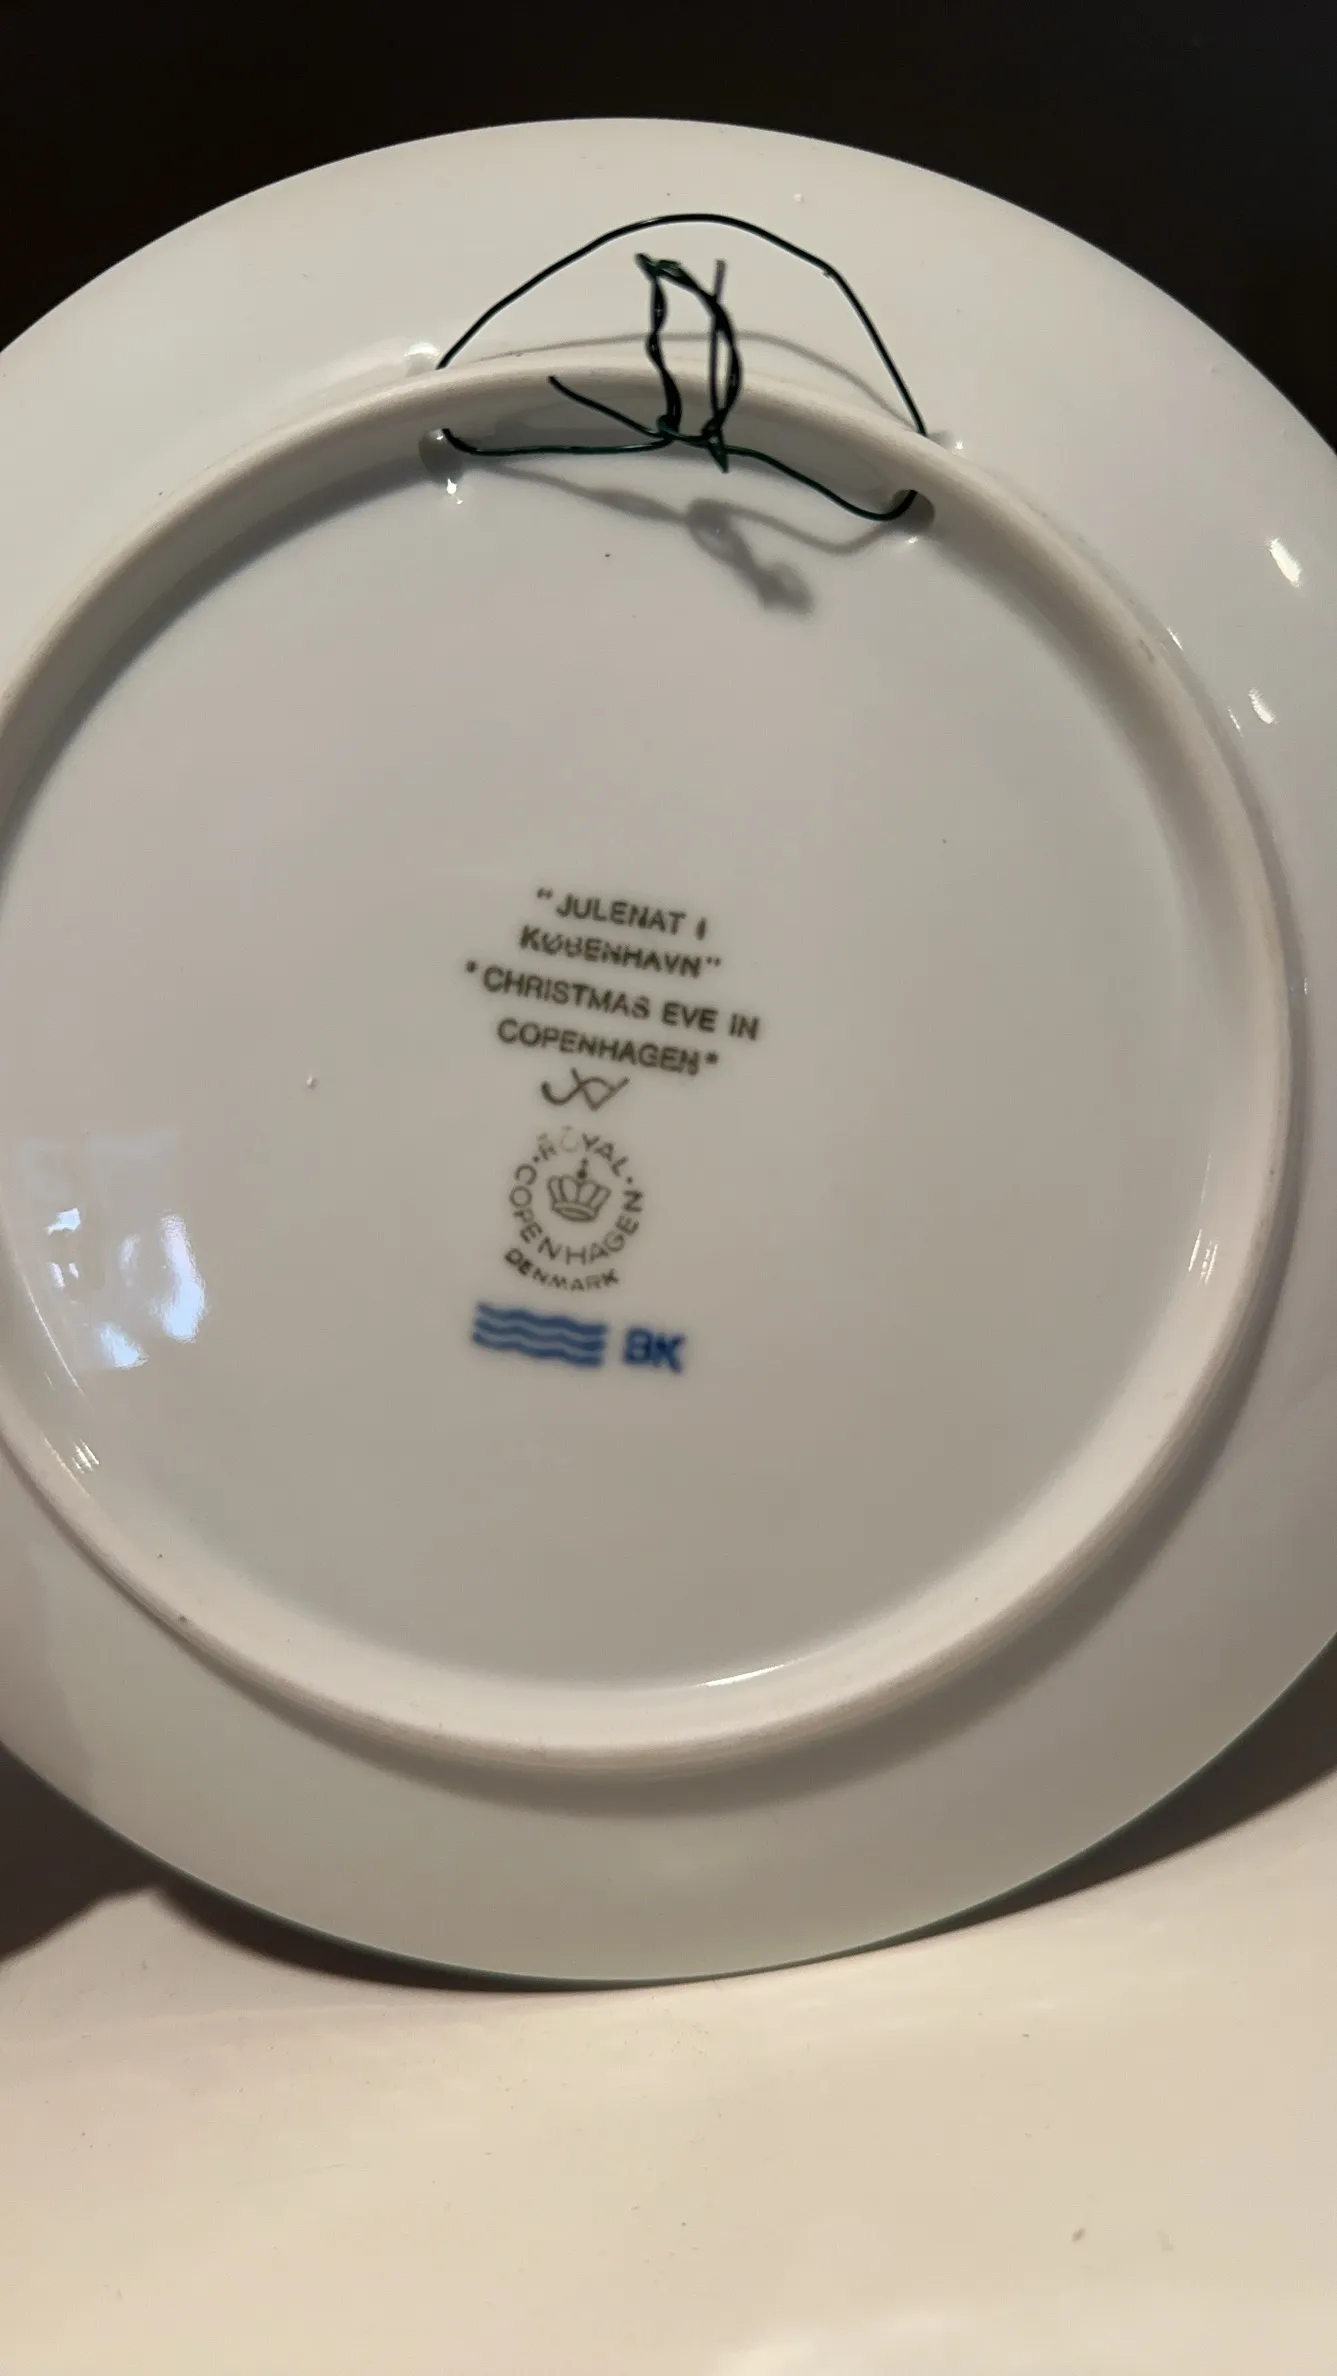 "JULENAT I
KØBENHAVN"
"CHRISTMAS EVE IN
COPENHAGEN"
ROYAL · COPENHAGEN ·
DENMARK
BK